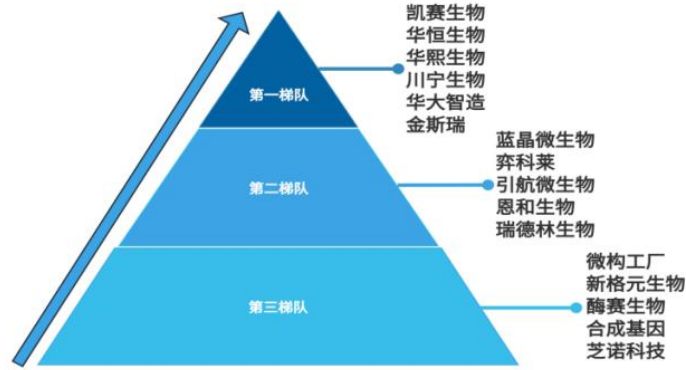 第一梯队
凯赛生物
华恒生物
华熙生物
川宁生物
华大智造
金斯瑞
第二梯队
蓝晶微生物
弈科莱
引航微生物
恩和生物
瑞德林生物
第三梯队
微构工厂
新格元生物
酶赛生物
合成基因
芝诺科技